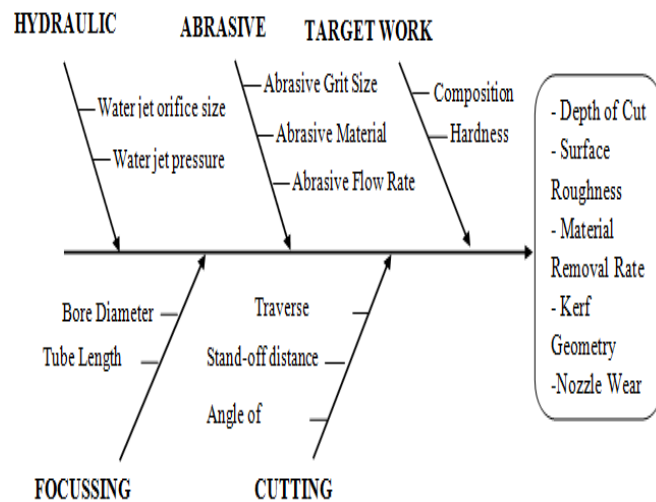 HYDRAULIC
ABRASIVE
TARGET WORK
Water jet orifice size
Water jet pressure
Abrasive Grit Size
Abrasive Material
Abrasive Flow Rate
Composition
Hardness
- Depth of Cut
- Surface
Roughness
- Material
Removal Rate
- Kerf
Geometry
-Nozzle Wear
Bore Diameter
Tube Length
Traverse
Stand-off distance
Angle of
FOCUSSING
CUTTING